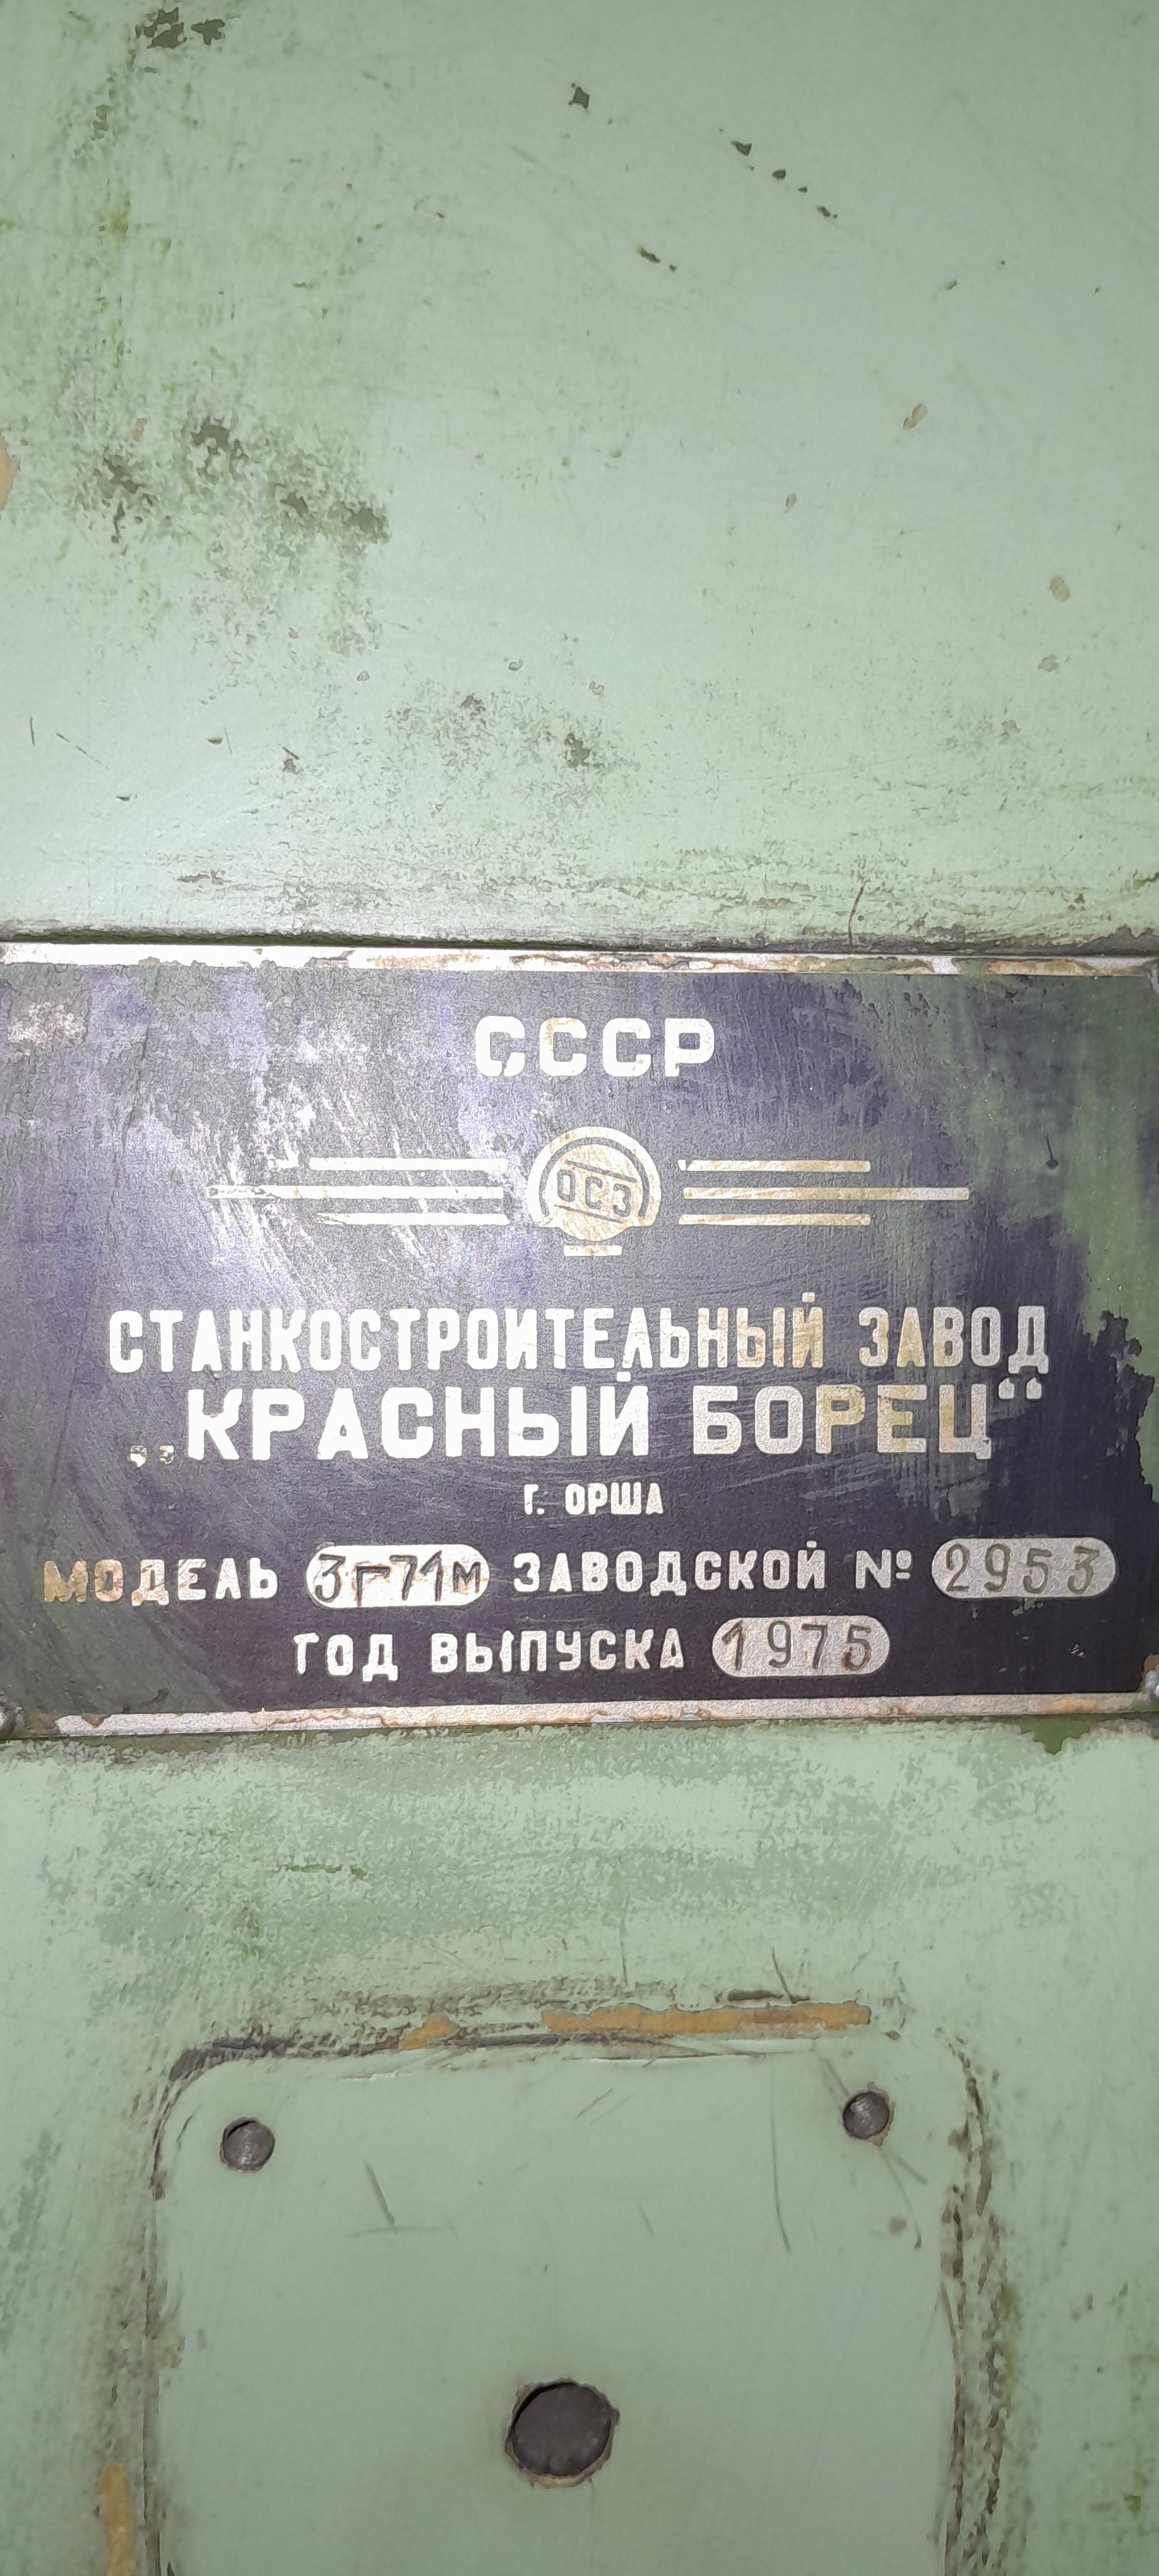 СССР
ОСЗ
СТАНКОСТРОИТЕЛЬНЫЙ ЗАВОД
„КРАСНЫЙ БОРЕЦ“
г. ОРША
МОДЕЛЬ 3Г71М ЗАВОДСКОЙ № 2953
ГОД ВЫПУСКА 1975